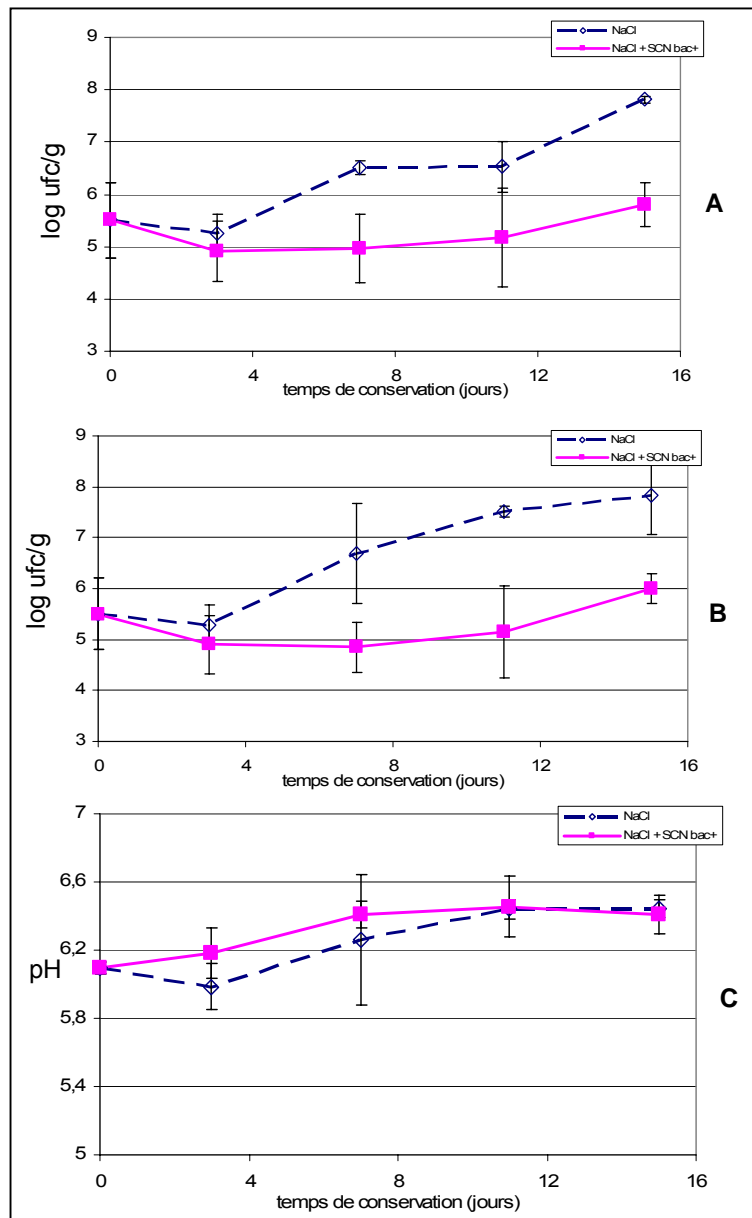 9
8
7
6
5
4
3
log ufc/g
NaCl
NaCl + SCN bac+
A
0
4
8
12
16
temps de conservation (jours)
9
8
7
6
5
4
3
log ufc/g
NaCl
NaCl + SCN bac+
B
0
4
8
12
16
temps de conservation (jours)
7
6,6
6,2
5,8
5,4
5
pH
NaCl
NaCl + SCN bac+
C
0
4
8
12
16
temps de conservation (jours)